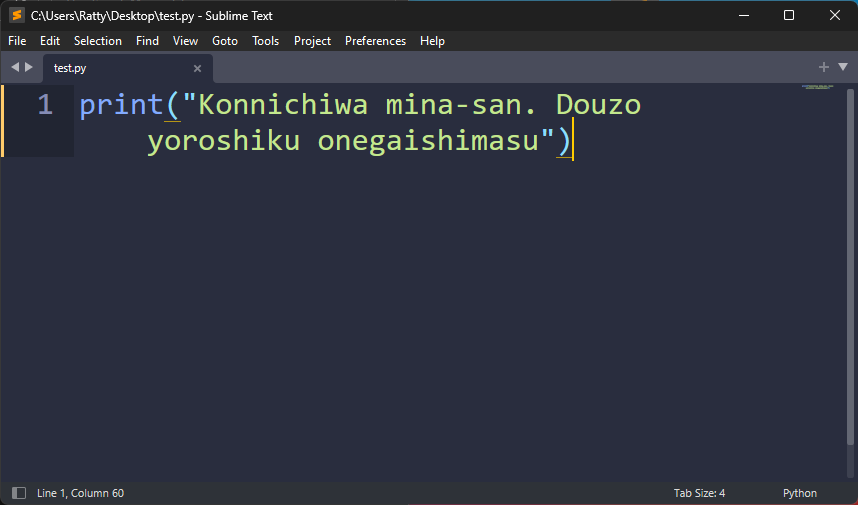 C:\Users\Ratty\Desktop\test.py - Sublime Text
File Edit Selection Find View Goto Tools Project Preferences Help
test.py
1 print("Konnichiwa mina-san. Douzo
yoroshiku onegaishimasu")
Line 1, Column 60 Tab Size: 4 Python